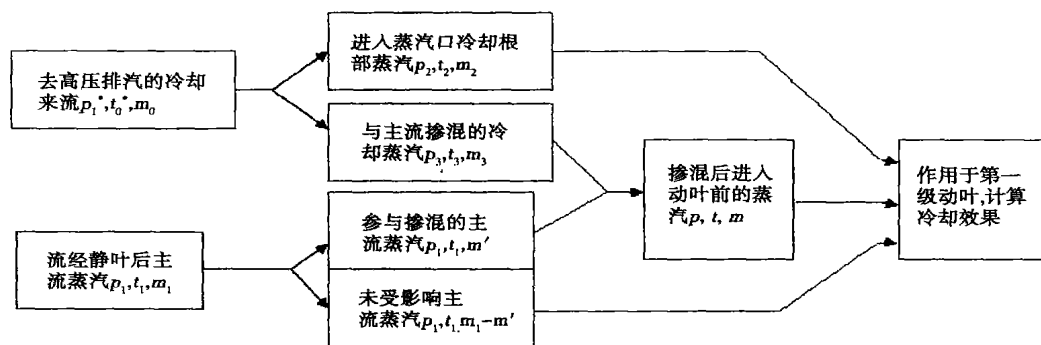 去高压排汽的冷却
来流p₁*,t₀*,m₀
进入蒸汽口冷却根
部蒸汽p₂,t₂,m₂
与主流掺混的冷
却蒸汽p₃,t₃,m₃
流经静叶后主
流蒸汽p₁,t₁,m₁
参与掺混的主
流蒸汽p₁,t₁,m′
未受影响主
流蒸汽p₁,t₁,m₁-m′
掺混后进入
动叶前的蒸
汽p, t, m
作用于第一
级动叶,计算
冷却效果